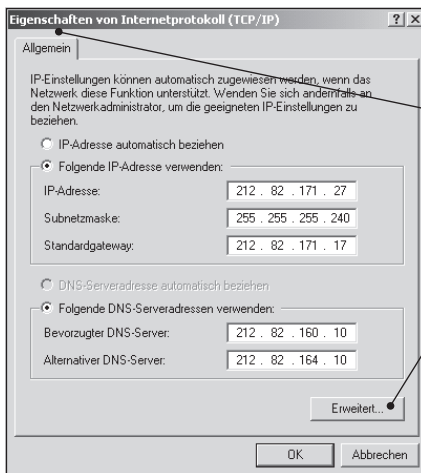 Eigenschaften von Internetprotokoll (TCP/IP)
Allgemein
IP-Einstellungen können automatisch zugewiesen werden, wenn das
Netzwerk diese Funktion unterstützt. Wenden Sie sich andernfalls an
den Netzwerkadministrator, um die geeigneten IP-Einstellungen zu
beziehen.
IP-Adresse automatisch beziehen
Folgende IP-Adresse verwenden:
IP-Adresse: 212 . 82 . 171 . 27
Subnetzmaske: 255 . 255 . 255 . 240
Standardgateway: 212 . 82 . 171 . 17
DNS-Serveradresse automatisch beziehen
Folgende DNS-Serveradressen verwenden:
Bevorzugter DNS-Server: 212 . 82 . 160 . 10
Alternativer DNS-Server: 212 . 82 . 164 . 10
Erweitert...
OK Abbrechen